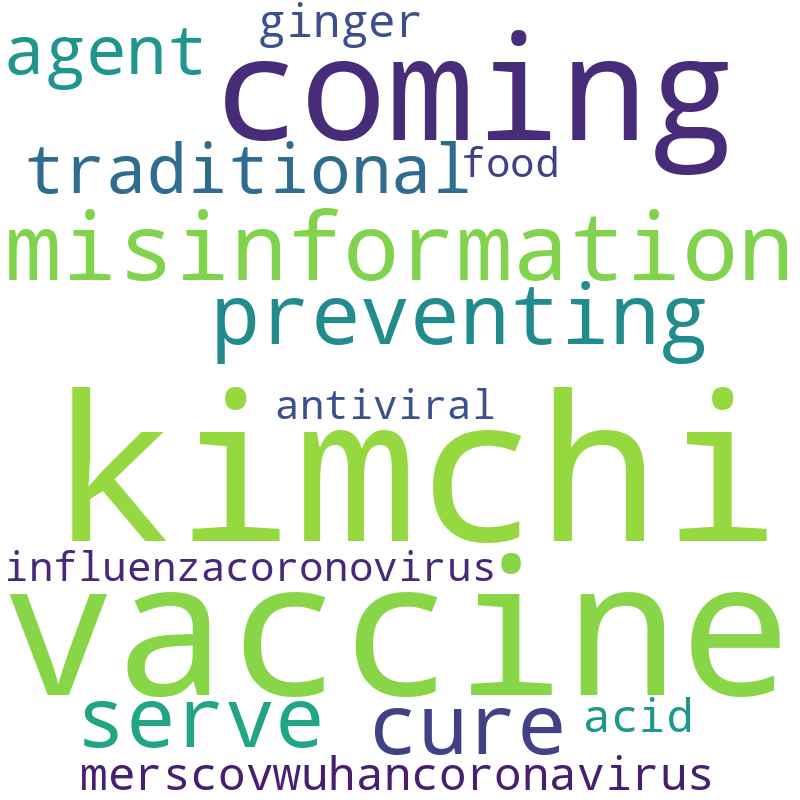 ginger
agent
coming
traditional
food
misinformation
preventing
kimchi
antiviral
influenzacoronovirus
vaccine
serve
cure
acid
merscovwuhancoronavirus